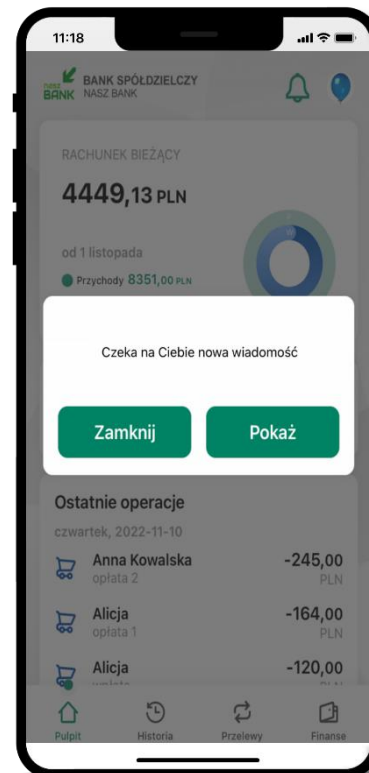 11:18
nasz
BANK
BANK SPÓŁDZIELCZY
NASZ BANK
RACHUNEK BIEŻĄCY
4449,13 PLN
od 1 listopada
Przychody 8351,00 PLN
Czeka na Ciebie nowa wiadomość
Zamknij Pokaż
Ostatnie operacje
czwartek, 2022-11-10
Anna Kowalska -245,00
opłata 2 PLN
Alicja -164,00
opłata 1 PLN
Alicja -120,00
Pulpit Historia Przelewy Finanse